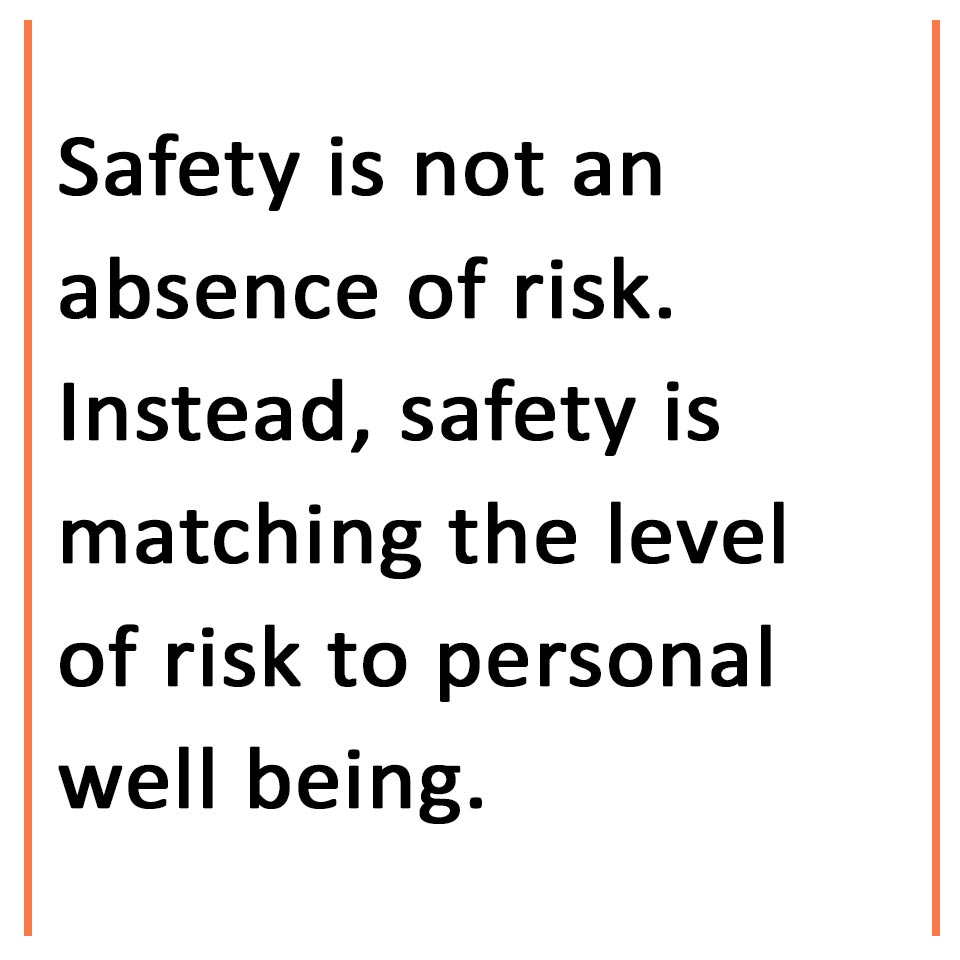 Safety is not an
absence of risk.
Instead, safety is
matching the level
of risk to personal
well being.